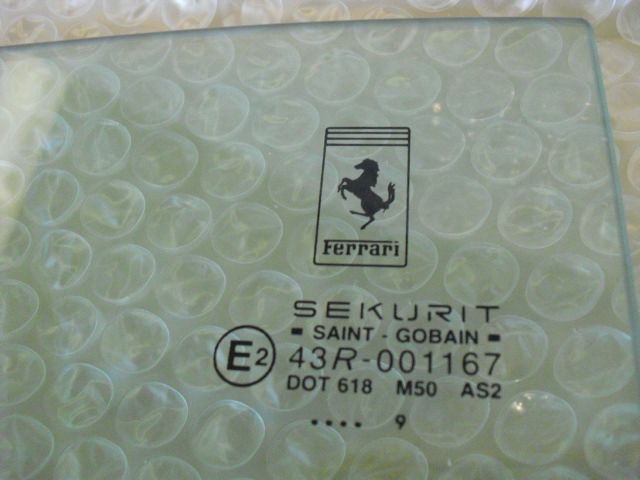 Ferrari
SEKURIT
SAINT - GOBAIN
E2
43R-001167
DOT 618 M50 AS2
.... 9